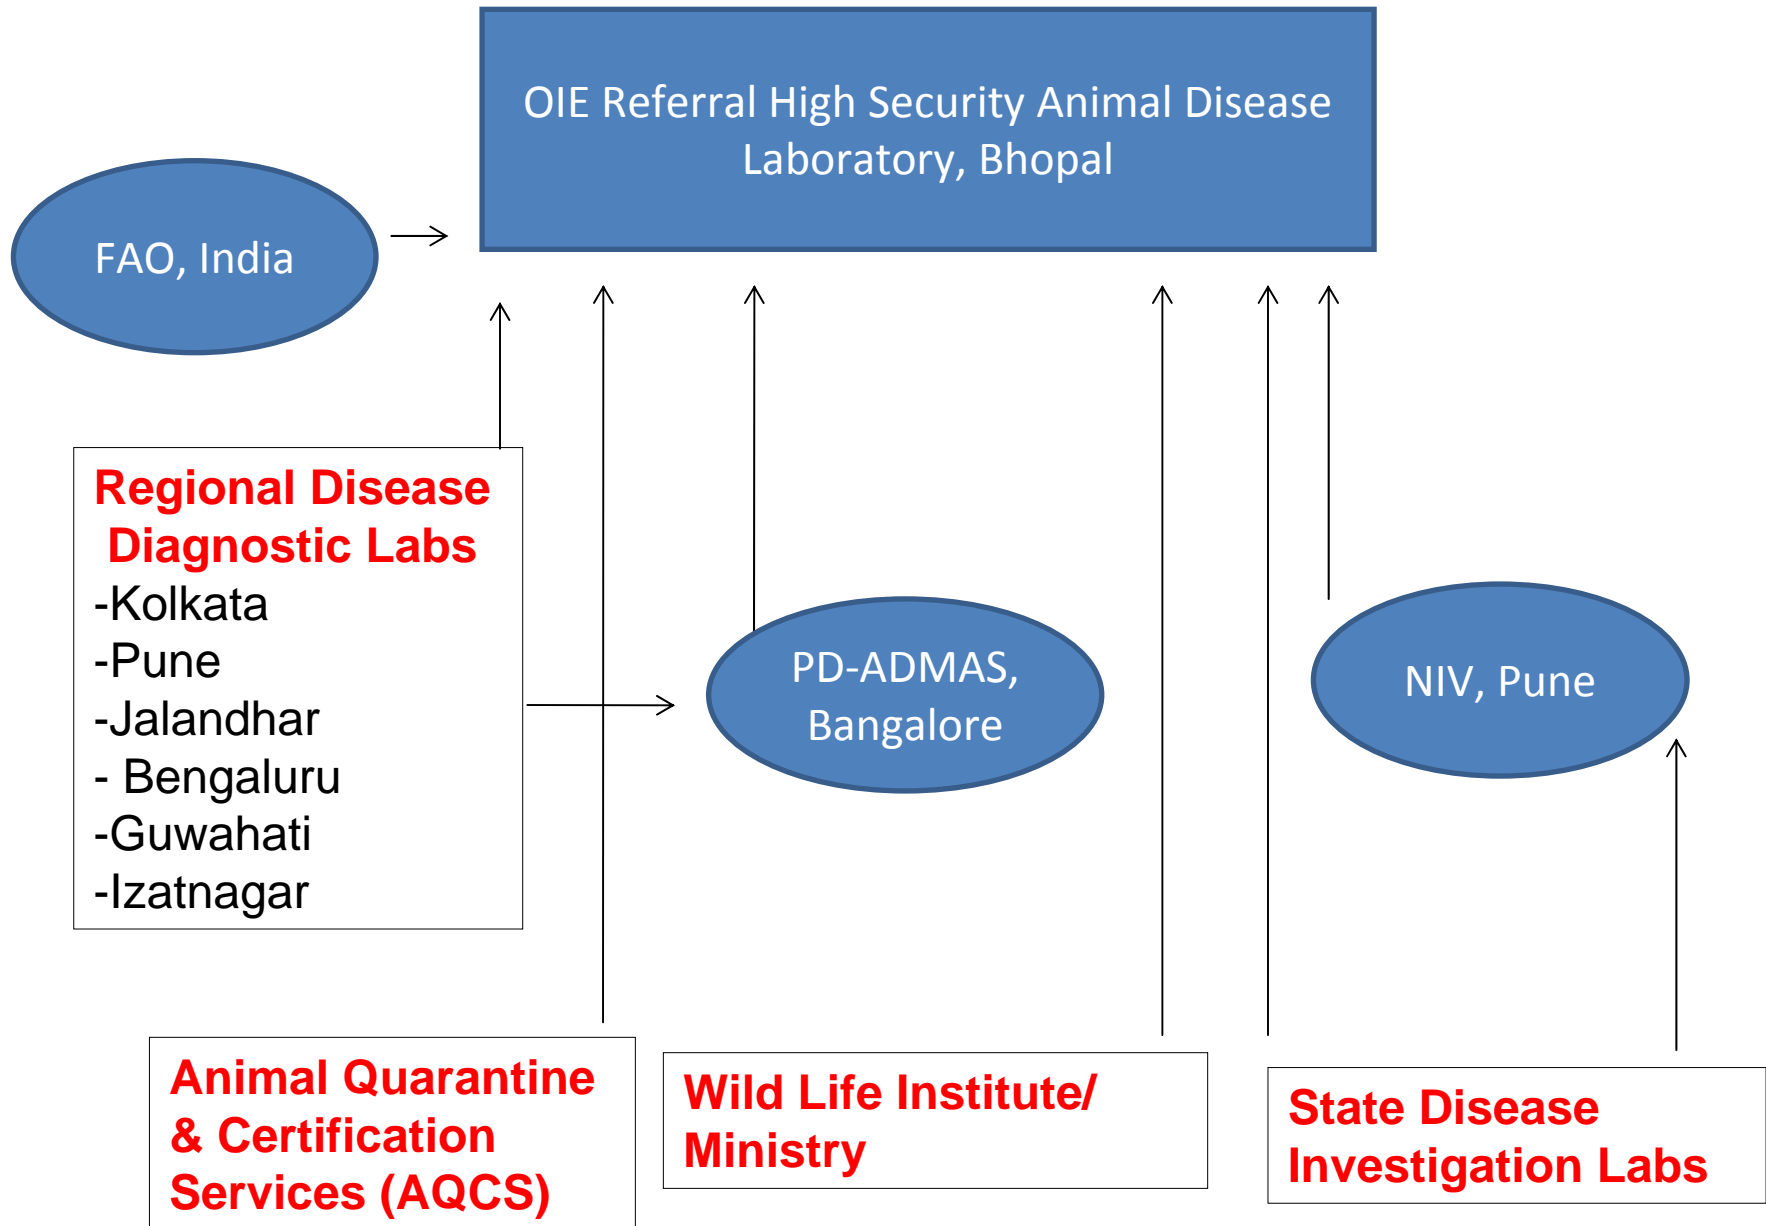 OIE Referral High Security Animal Disease
Laboratory, Bhopal
FAO, India
Regional Disease
Diagnostic Labs
-Kolkata
-Pune
-Jalandhar
- Bengaluru
-Guwahati
-Izatnagar
PD-ADMAS,
Bangalore
NIV, Pune
Animal Quarantine
& Certification
Services (AQCS)
Wild Life Institute/
Ministry
State Disease
Investigation Labs